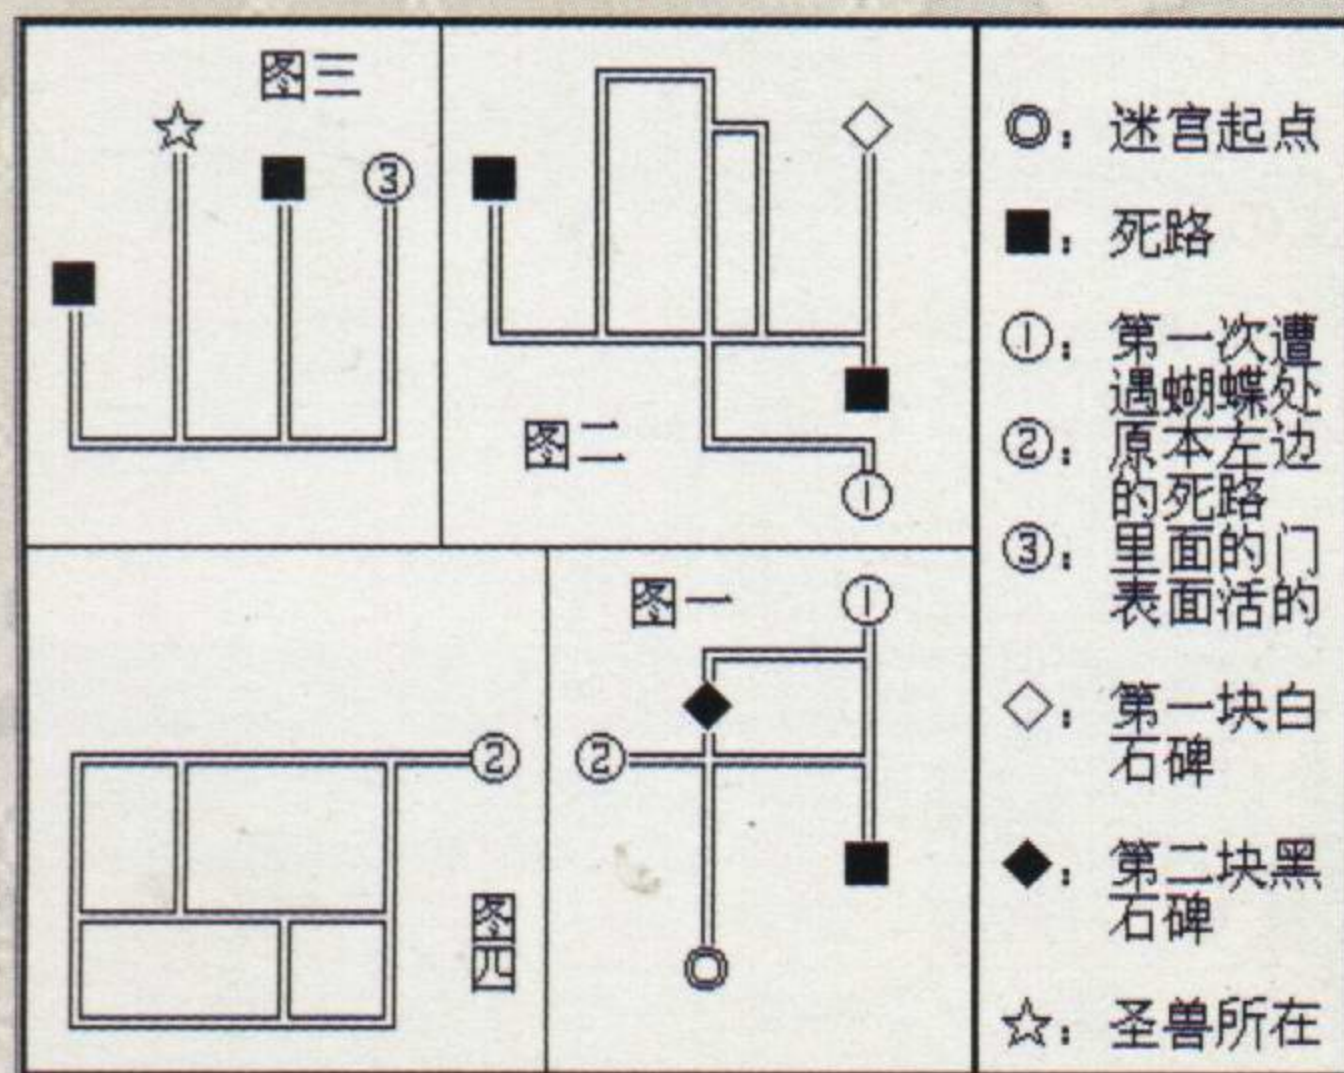 图三
③
图二
①
②
图四
图一
①
②
◎：迷宫起点
■：死路
①：第一次遭
遇蝴蝶处
②：原本左边
的死路
③：里面的门
表面活的
◇：第一块白
石碑
◆：第二块黑
石碑
☆：圣兽所在